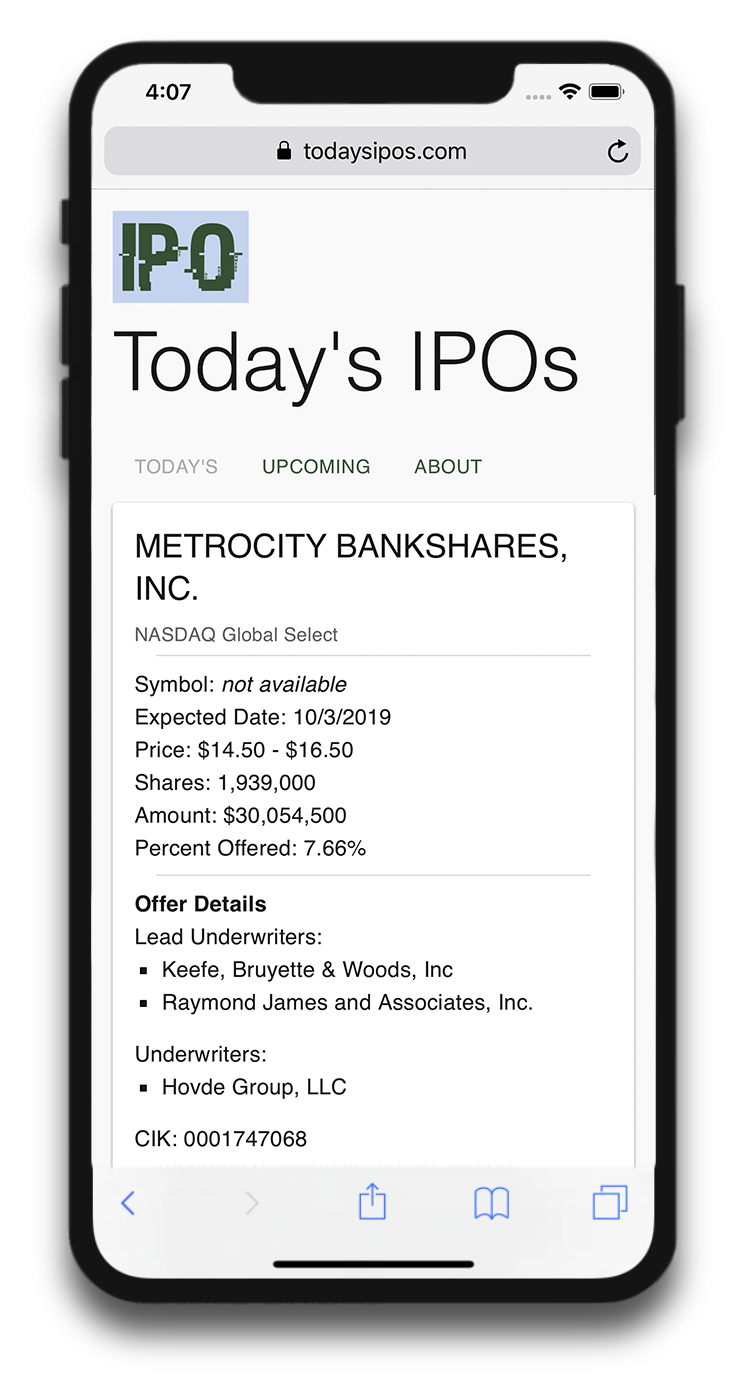 4:07
todaysipos.com
IPO
Today's IPOs
TODAY'S UPCOMING ABOUT
METROCITY BANKSHARES,
INC.
NASDAQ Global Select
Symbol: not available
Expected Date: 10/3/2019
Price: $14.50 - $16.50
Shares: 1,939,000
Amount: $30,054,500
Percent Offered: 7.66%
Offer Details
Lead Underwriters:
▪ Keefe, Bruyette & Woods, Inc
▪ Raymond James and Associates, Inc.
Underwriters:
▪ Hovde Group, LLC
CIK: 0001747068